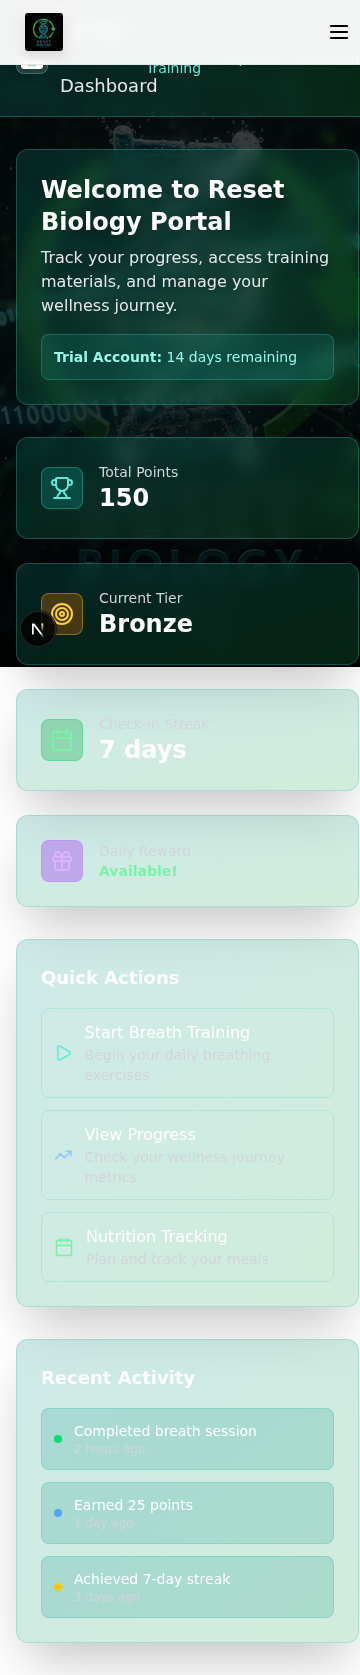 RESET
BIOLOGY
Training
Dashboard
Welcome to Reset
Biology Portal
Track your progress, access training
materials, and manage your
wellness journey.
Trial Account: 14 days remaining
110000111
Total Points
150
BIOLOGY
Current Tier
Bronze
N
Check-in Streak
7 days
Daily Reward
Available!
Quick Actions
Start Breath Training
Begin your daily breathing
exercises
View Progress
Check your wellness journey
metrics
Nutrition Tracking
Plan and track your meals
Recent Activity
Completed breath session
2 hours ago
Earned 25 points
1 day ago
Achieved 7-day streak
3 days ago